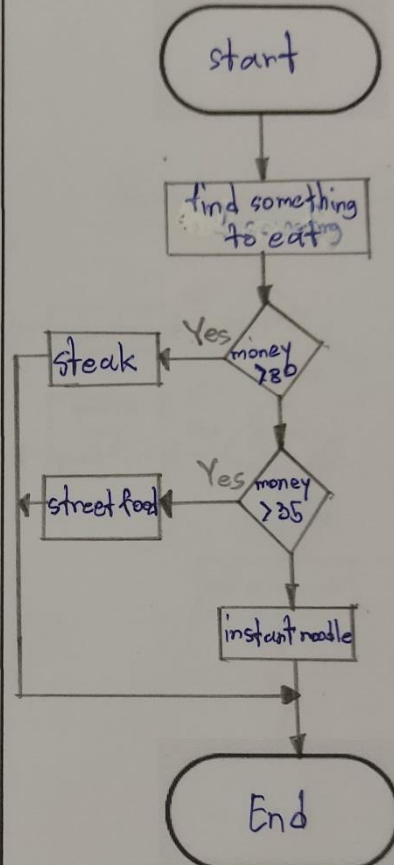 start
find something
to eat
Yes
steak
money
>80
Yes
street food
money
>35
instant noodle
End